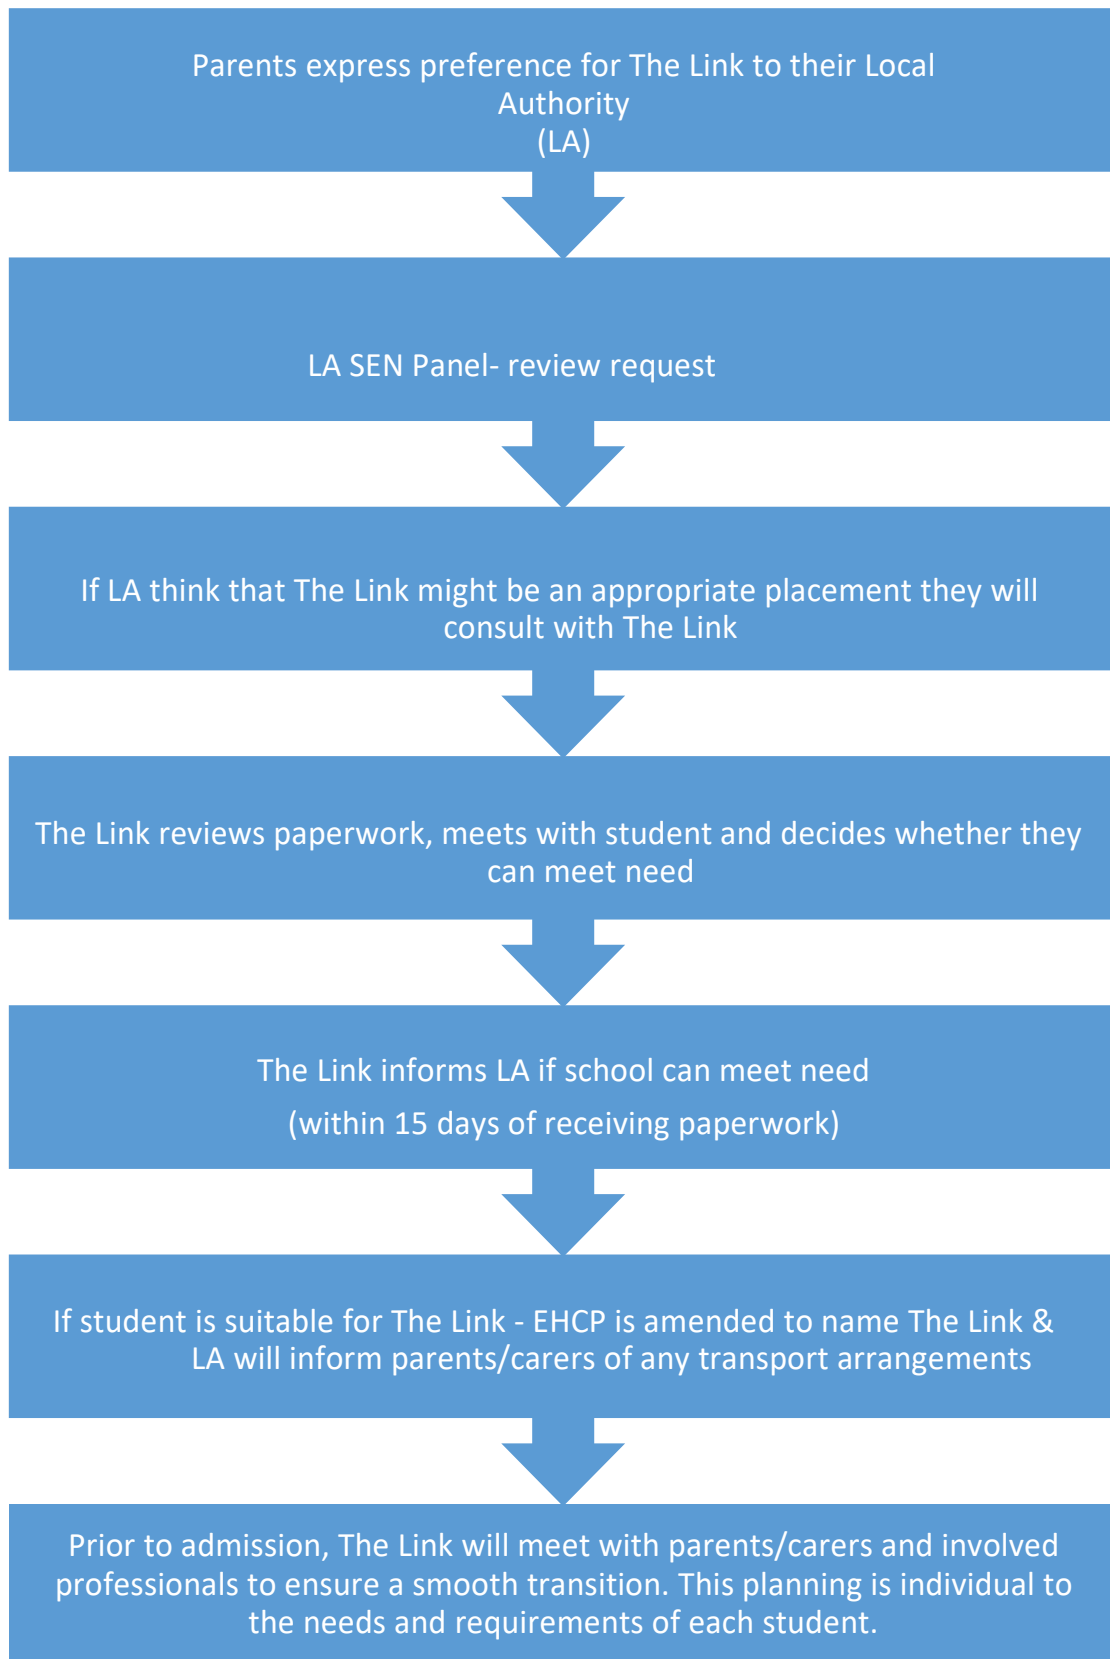 Parents express preference for The Link to their Local
Authority
(LA)
LA SEN Panel- review request
If LA think that The Link might be an appropriate placement they will
consult with The Link
The Link reviews paperwork, meets with student and decides whether they
can meet need
The Link informs LA if school can meet need
(within 15 days of receiving paperwork)
If student is suitable for The Link - EHCP is amended to name The Link &
LA will inform parents/carers of any transport arrangements
Prior to admission, The Link will meet with parents/carers and involved
professionals to ensure a smooth transition. This planning is individual to
the needs and requirements of each student.